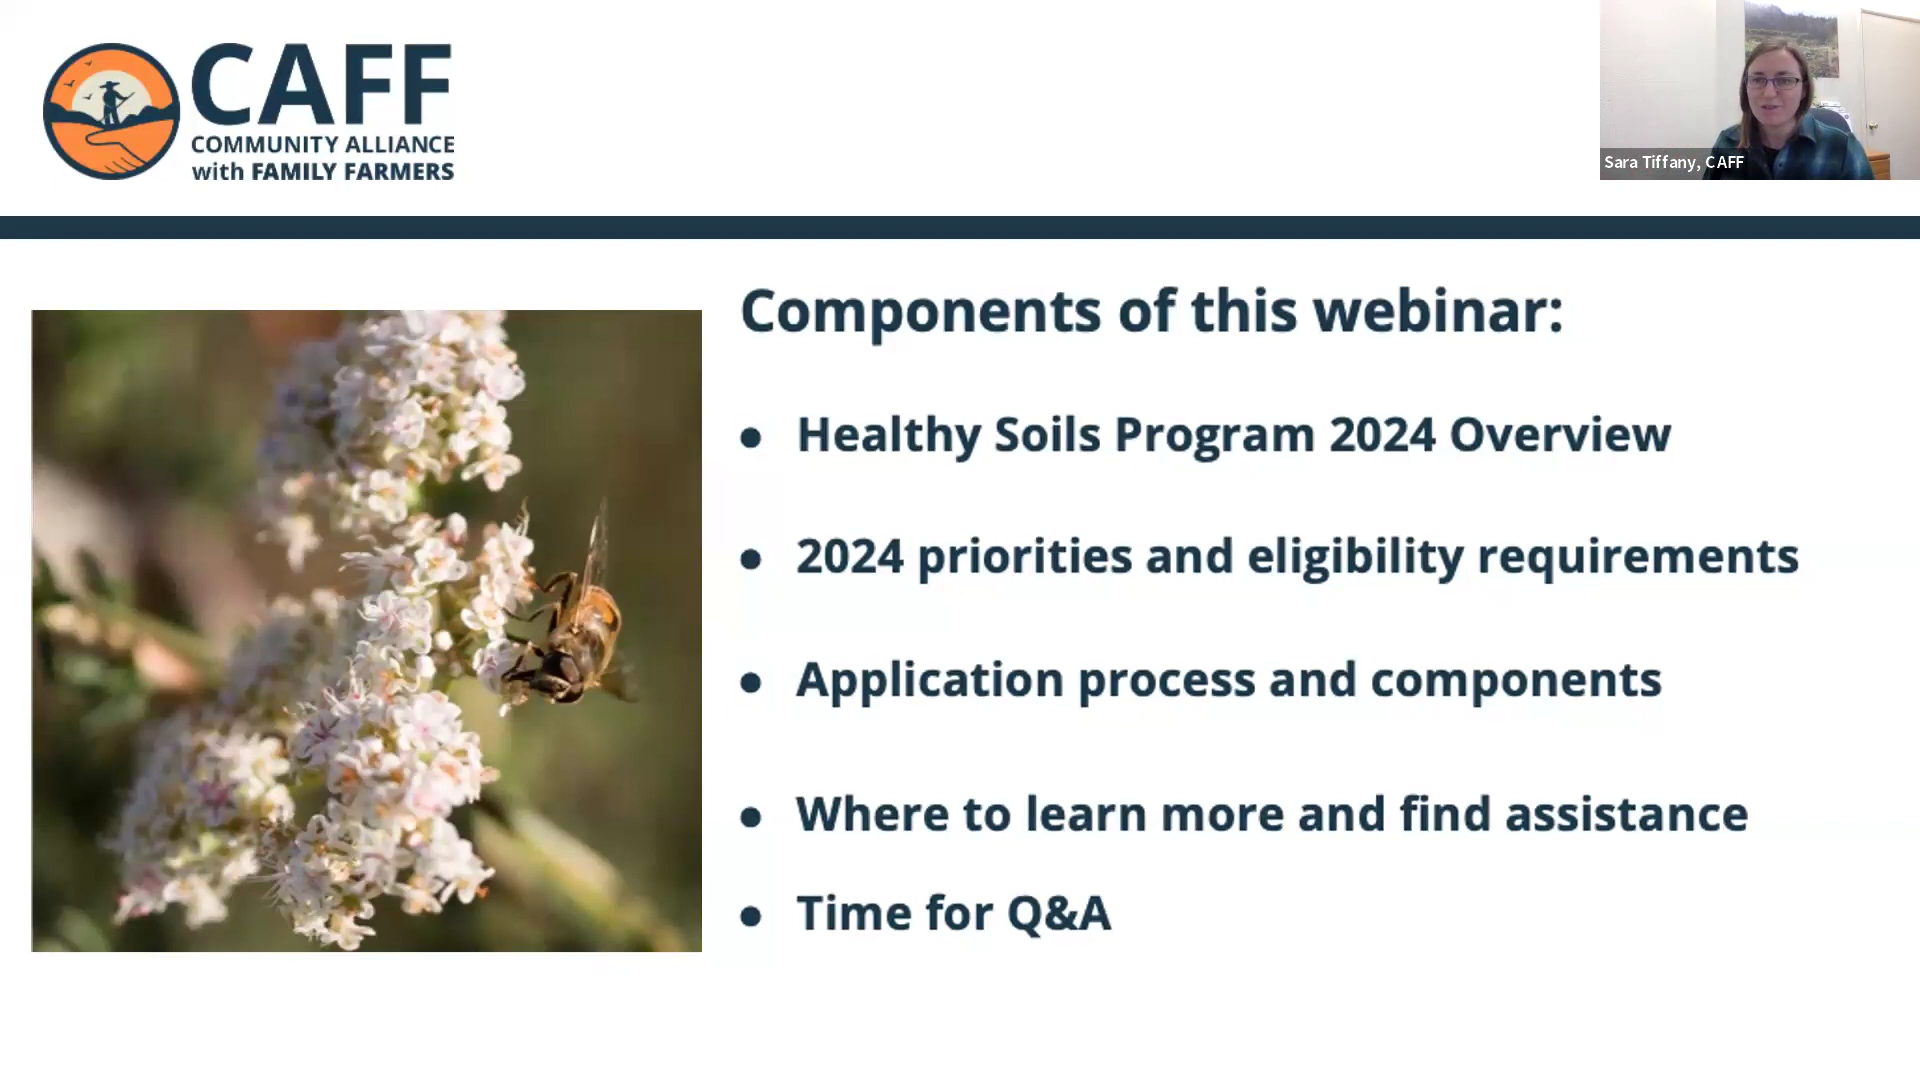 CAFF
COMMUNITY ALLIANCE
with FAMILY FARMERS
Sara Tiffany, CAFF
Components of this webinar:
● Healthy Soils Program 2024 Overview
● 2024 priorities and eligibility requirements
● Application process and components
● Where to learn more and find assistance
● Time for Q&A